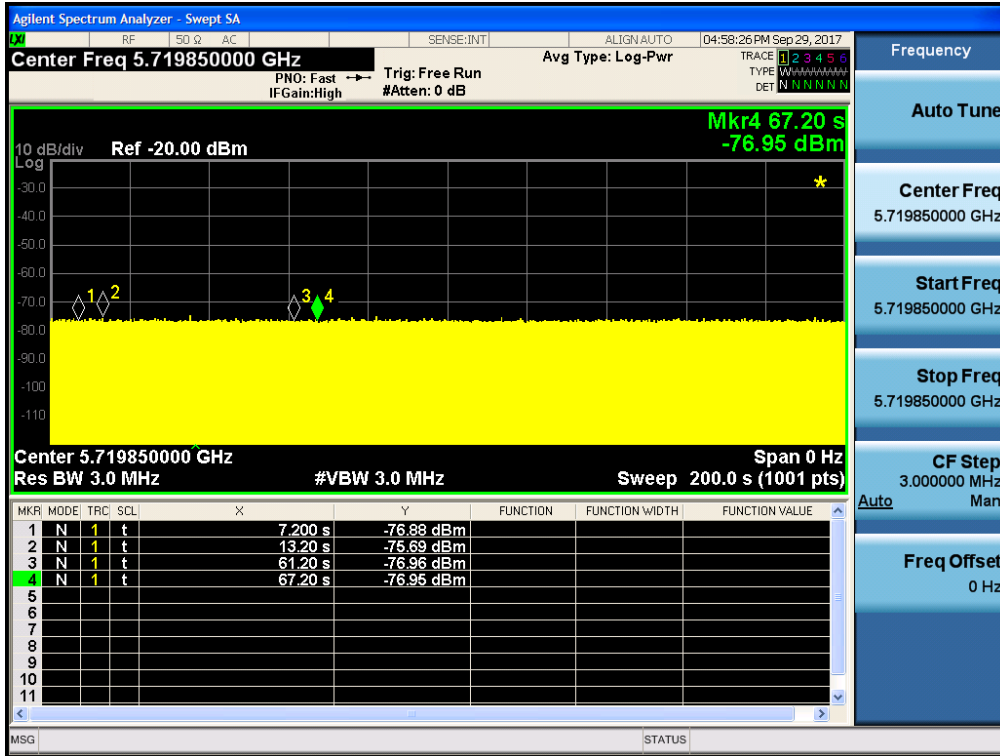 Agilent Spectrum Analyzer - Swept SA
LXI RF 50 Ω AC SENSE:INT ALIGN AUTO 04:58:26 PM Sep 29, 2017
Center Freq 5.719850000 GHz
PNO: Fast
IFGain:High
Trig: Free Run
#Atten: 0 dB
Avg Type: Log-Pwr
TRACE 1 2 3 4 5 6
TYPE W
DET N N N N N N
Mkr4 67.20 s
-76.95 dBm
10 dB/div Ref -20.00 dBm
Log
-30.0
-40.0
-50.0
-60.0
-70.0
-80.0
-90.0
-100
-110
1 2 3 4
*
Center 5.719850000 GHz Span 0 Hz
Res BW 3.0 MHz #VBW 3.0 MHz Sweep 200.0 s (1001 pts)
MKR MODE TRC SCL X Y FUNCTION FUNCTION WIDTH FUNCTION VALUE
1 N 1 t 7.200 s -76.88 dBm
2 N 1 t 13.20 s -75.69 dBm
3 N 1 t 61.20 s -76.96 dBm
4 N 1 t 67.20 s -76.95 dBm
5
6
7
8
9
10
11
MSG STATUS
Frequency
Auto Tune
Center Freq
5.719850000 GHz
Start Freq
5.719850000 GHz
Stop Freq
5.719850000 GHz
CF Step
3.000000 MHz
Auto Man
Freq Offset
0 Hz